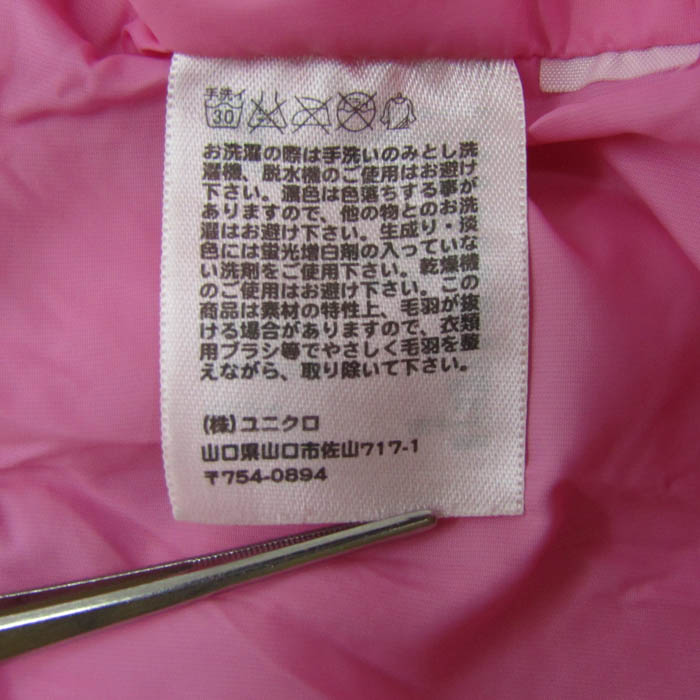 手洗イ
30
お洗濯の際は手洗いのみとし洗
濯機、脱水機のご使用はお避け
下さい。濃色は色落ちする事が
ありますので、他の物とのお洗
濯はお避け下さい。生成り・淡
色には蛍光増白剤の入っていな
い洗剤をご使用下さい。乾燥機
のご使用はお避け下さい。この
商品は素材の特性上、毛羽が抜
ける場合がありますので、衣類
用ブラシ等でやさしく毛羽を整
えながら、取り除いて下さい。
(株)ユニクロ
山口県山口市佐山717-1
〒754-0894